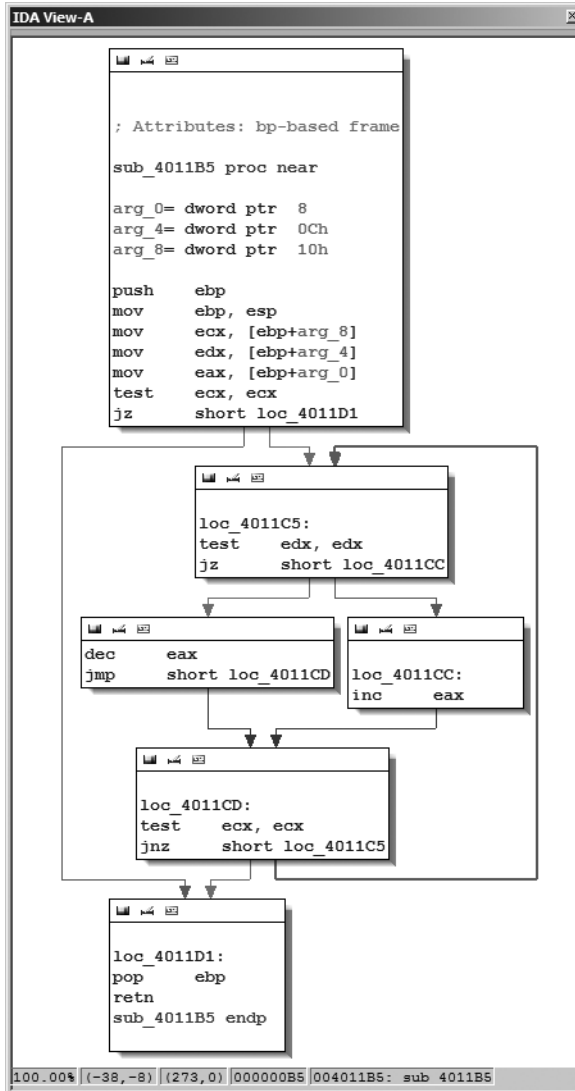 IDA View-A
; Attributes: bp-based frame
sub_4011B5 proc near
arg_0= dword ptr  8
arg_4= dword ptr  0Ch
arg_8= dword ptr  10h
push    ebp
mov     ebp, esp
mov     ecx, [ebp+arg_8]
mov     edx, [ebp+arg_4]
mov     eax, [ebp+arg_0]
test    ecx, ecx
jz      short loc_4011D1
loc_4011C5:
test    edx, edx
jz      short loc_4011CC
dec     eax
jmp     short loc_4011CD
loc_4011CC:
inc     eax
loc_4011CD:
test    ecx, ecx
jnz     short loc_4011C5
loc_4011D1:
pop     ebp
retn
sub_4011B5 endp
100.00% (-38,-8) (273,0) 000000B5 004011B5: sub_4011B5